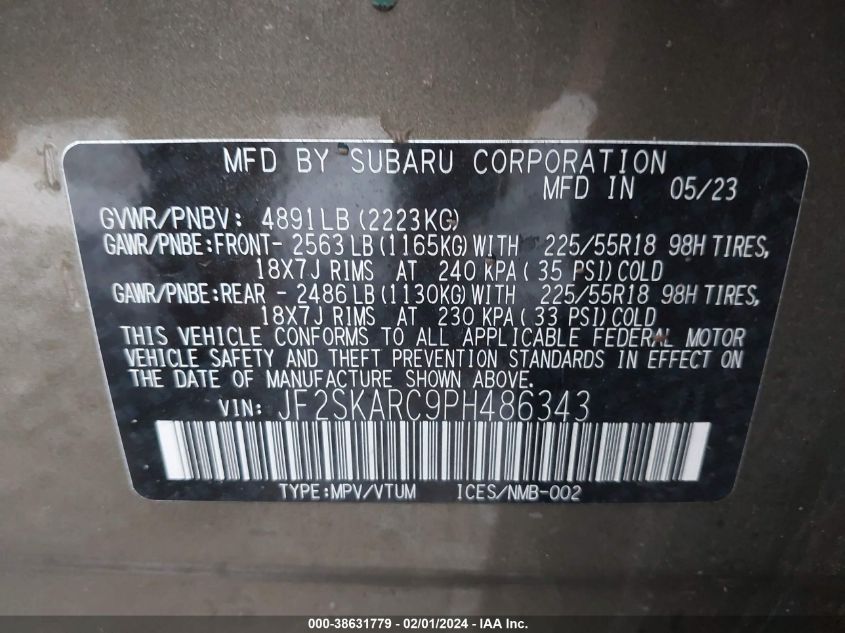 MFD BY SUBARU CORPORATION
MFD IN 05/23
GVWR/PNBV: 4891LB (2223KG)
GAWR/PNBE:FRONT- 2563LB(1165KG)WITH 225/55R18 98H TIRES,
18X7J RIMS AT 240 KPA( 35 PSI)COLD
GAWR/PNBE:REAR - 2486LB(1130KG)WITH 225/55R18 98H TIRES,
18X7J RIMS AT 230 KPA( 33 PSI)COLD
THIS VEHICLE CONFORMS TO ALL APPLICABLE FEDERAL MOTOR
VEHICLE SAFETY AND THEFT PREVENTION STANDARDS IN EFFECT ON
THE DATE OF MANUFACTURE SHOWN ABOVE.
VIN: JF2SKARC9PH486343
TYPE:MPV/VTUM ICES/NMB-002
000-38631779 - 02/01/2024 - IAA Inc.